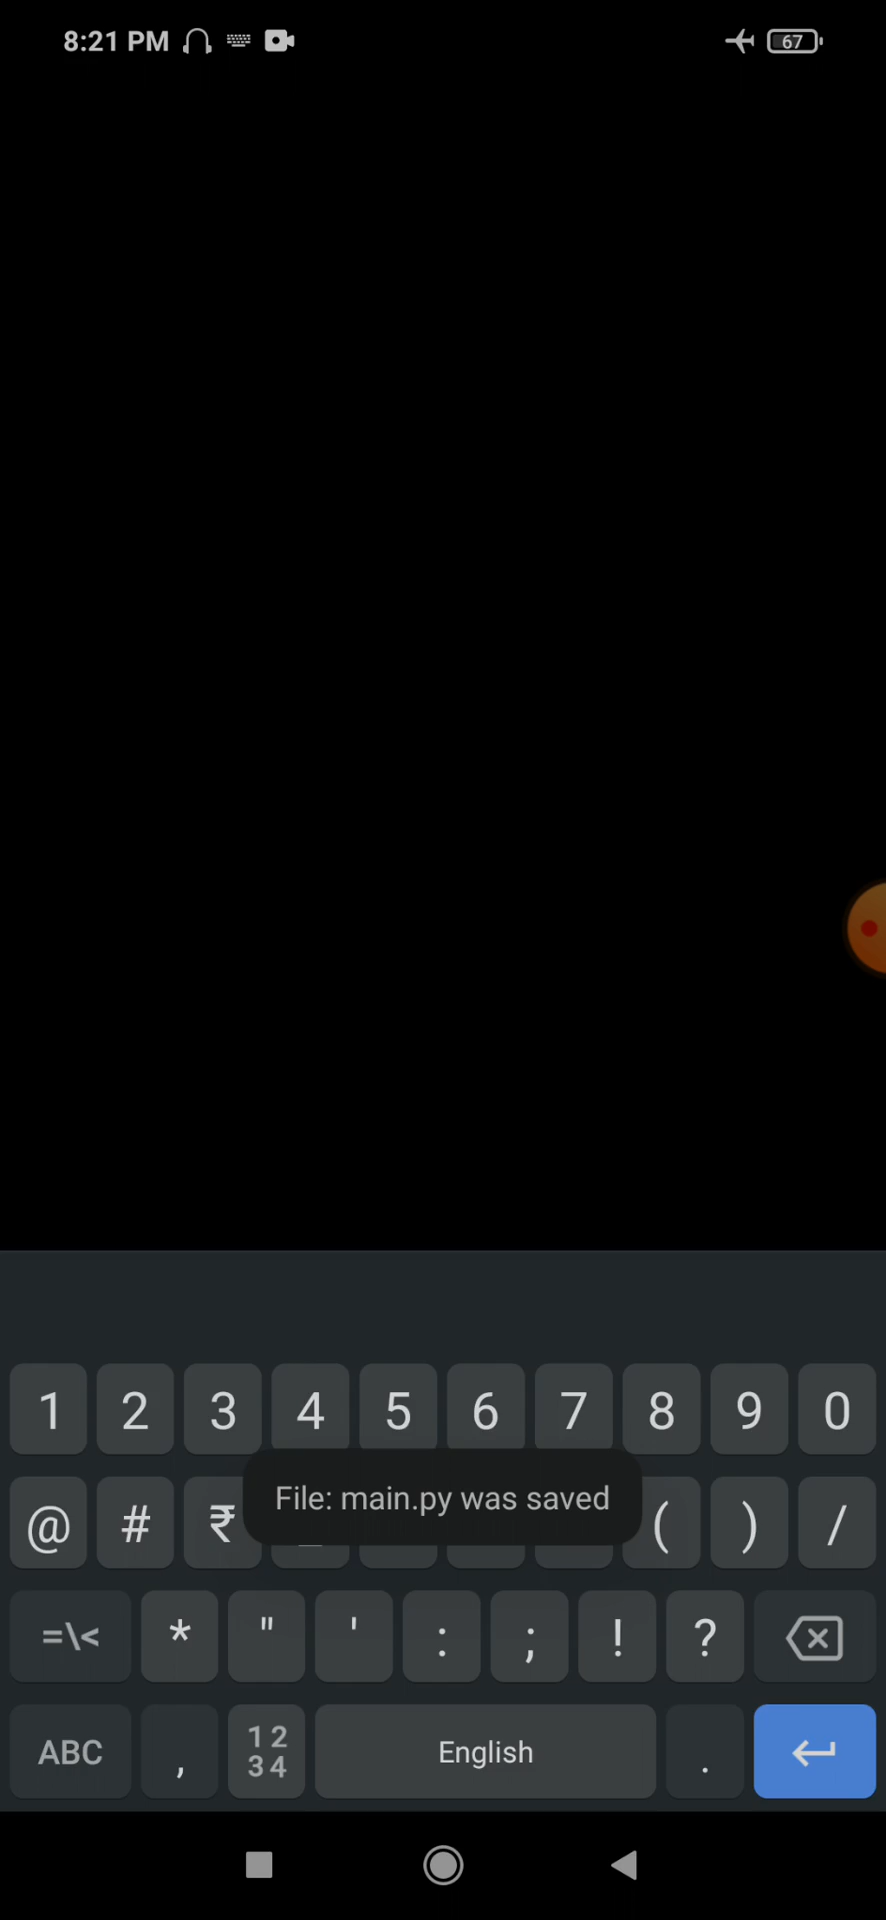 8:21 PM
67
1 2 3 4 5 6 7 8 9 0
@ # ₹ ( ) /
File: main.py was saved
=\< * " ' : ; ! ?
ABC , 12 34 English .